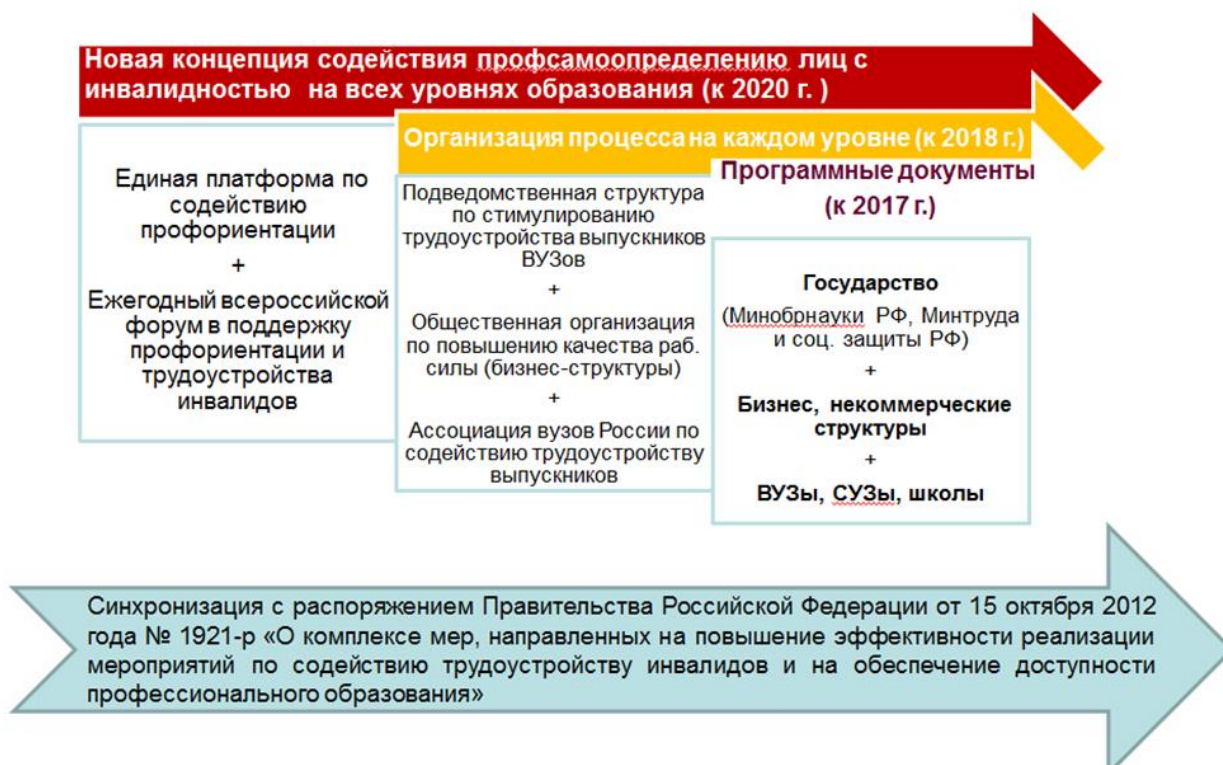 Новая концепция содействия профсамоопределению лиц с
инвалидностью на всех уровнях образования (к 2020 г. )
Единая платформа по
содействию
профориентации
+
Ежегодный всероссийской
форум в поддержку
профориентации и
трудоустройства
инвалидов
Организация процесса на каждом уровне (к 2018 г.)
Подведомственная структура
по стимулированию
трудоустройства выпускников
ВУЗов
+
Общественная организация
по повышению качества раб.
силы (бизнес-структуры)
+
Ассоциация вузов России по
содействию трудоустройству
выпускников
Программные документы
(к 2017 г.)
Государство
(Минобрнауки РФ, Минтруда
и соц. защиты РФ)
+
Бизнес, некоммерческие
структуры
+
ВУЗы, СУЗы, школы
Синхронизация с распоряжением Правительства Российской Федерации от 15 октября 2012
года № 1921-р «О комплексе мер, направленных на повышение эффективности реализации
мероприятий по содействию трудоустройству инвалидов и на обеспечение доступности
профессионального образования»